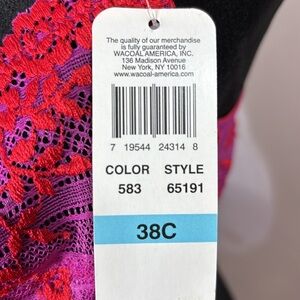 The quality of our merchandise
is fully guaranteed by
WACOAL AMERICA, INC.
136 Madison Avenue
New York, NY 10016
www.wacoal-america.com
7 19544 24314 8
COLOR STYLE
583 65191
38C